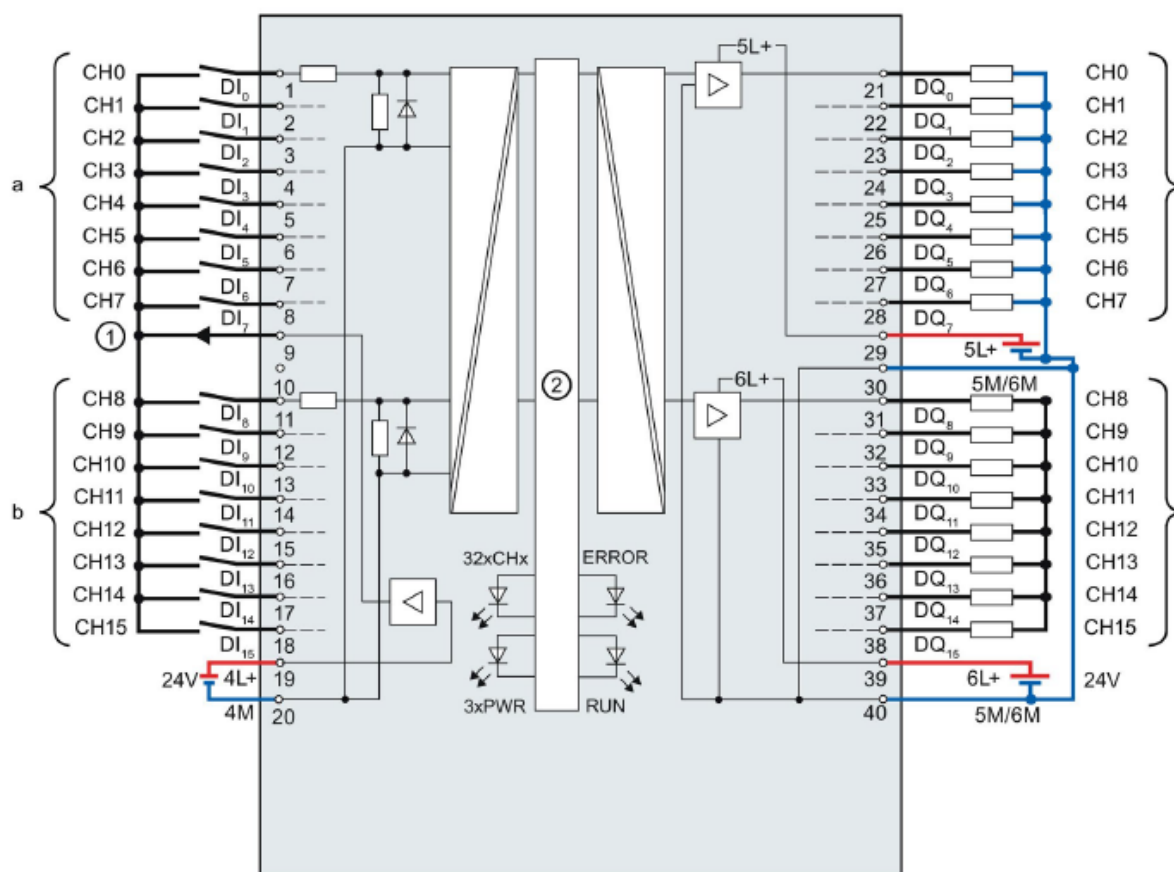 5L+
CH0 DI0 1 21 DQ0 CH0
CH1 DI1 2 22 DQ1 CH1
CH2 DI2 3 23 DQ2 CH2
CH3 DI3 4 24 DQ3 CH3
a CH4 DI4 5 25 DQ4 CH4
CH5 DI5 6 26 DQ5 CH5
CH6 DI6 7 27 DQ6 CH6
CH7 DI7 8 28 DQ7 CH7
1 9 29 5L+
2 6L+ 5M/6M
10 30
CH8 DI8 11 31 DQ8 CH8
CH9 DI9 12 32 DQ9 CH9
CH10 DI10 13 33 DQ10 CH10
CH11 DI11 14 34 DQ11 CH11
b CH12 DI12 15 35 DQ12 CH12
CH13 DI13 16 36 DQ13 CH13
CH14 DI14 17 37 DQ14 CH14
CH15 DI15 18 38 DQ15 CH15
32xCHx ERROR
24V 4L+ 19 39 6L+ 24V
4M 20 3xPWR RUN 40 5M/6M